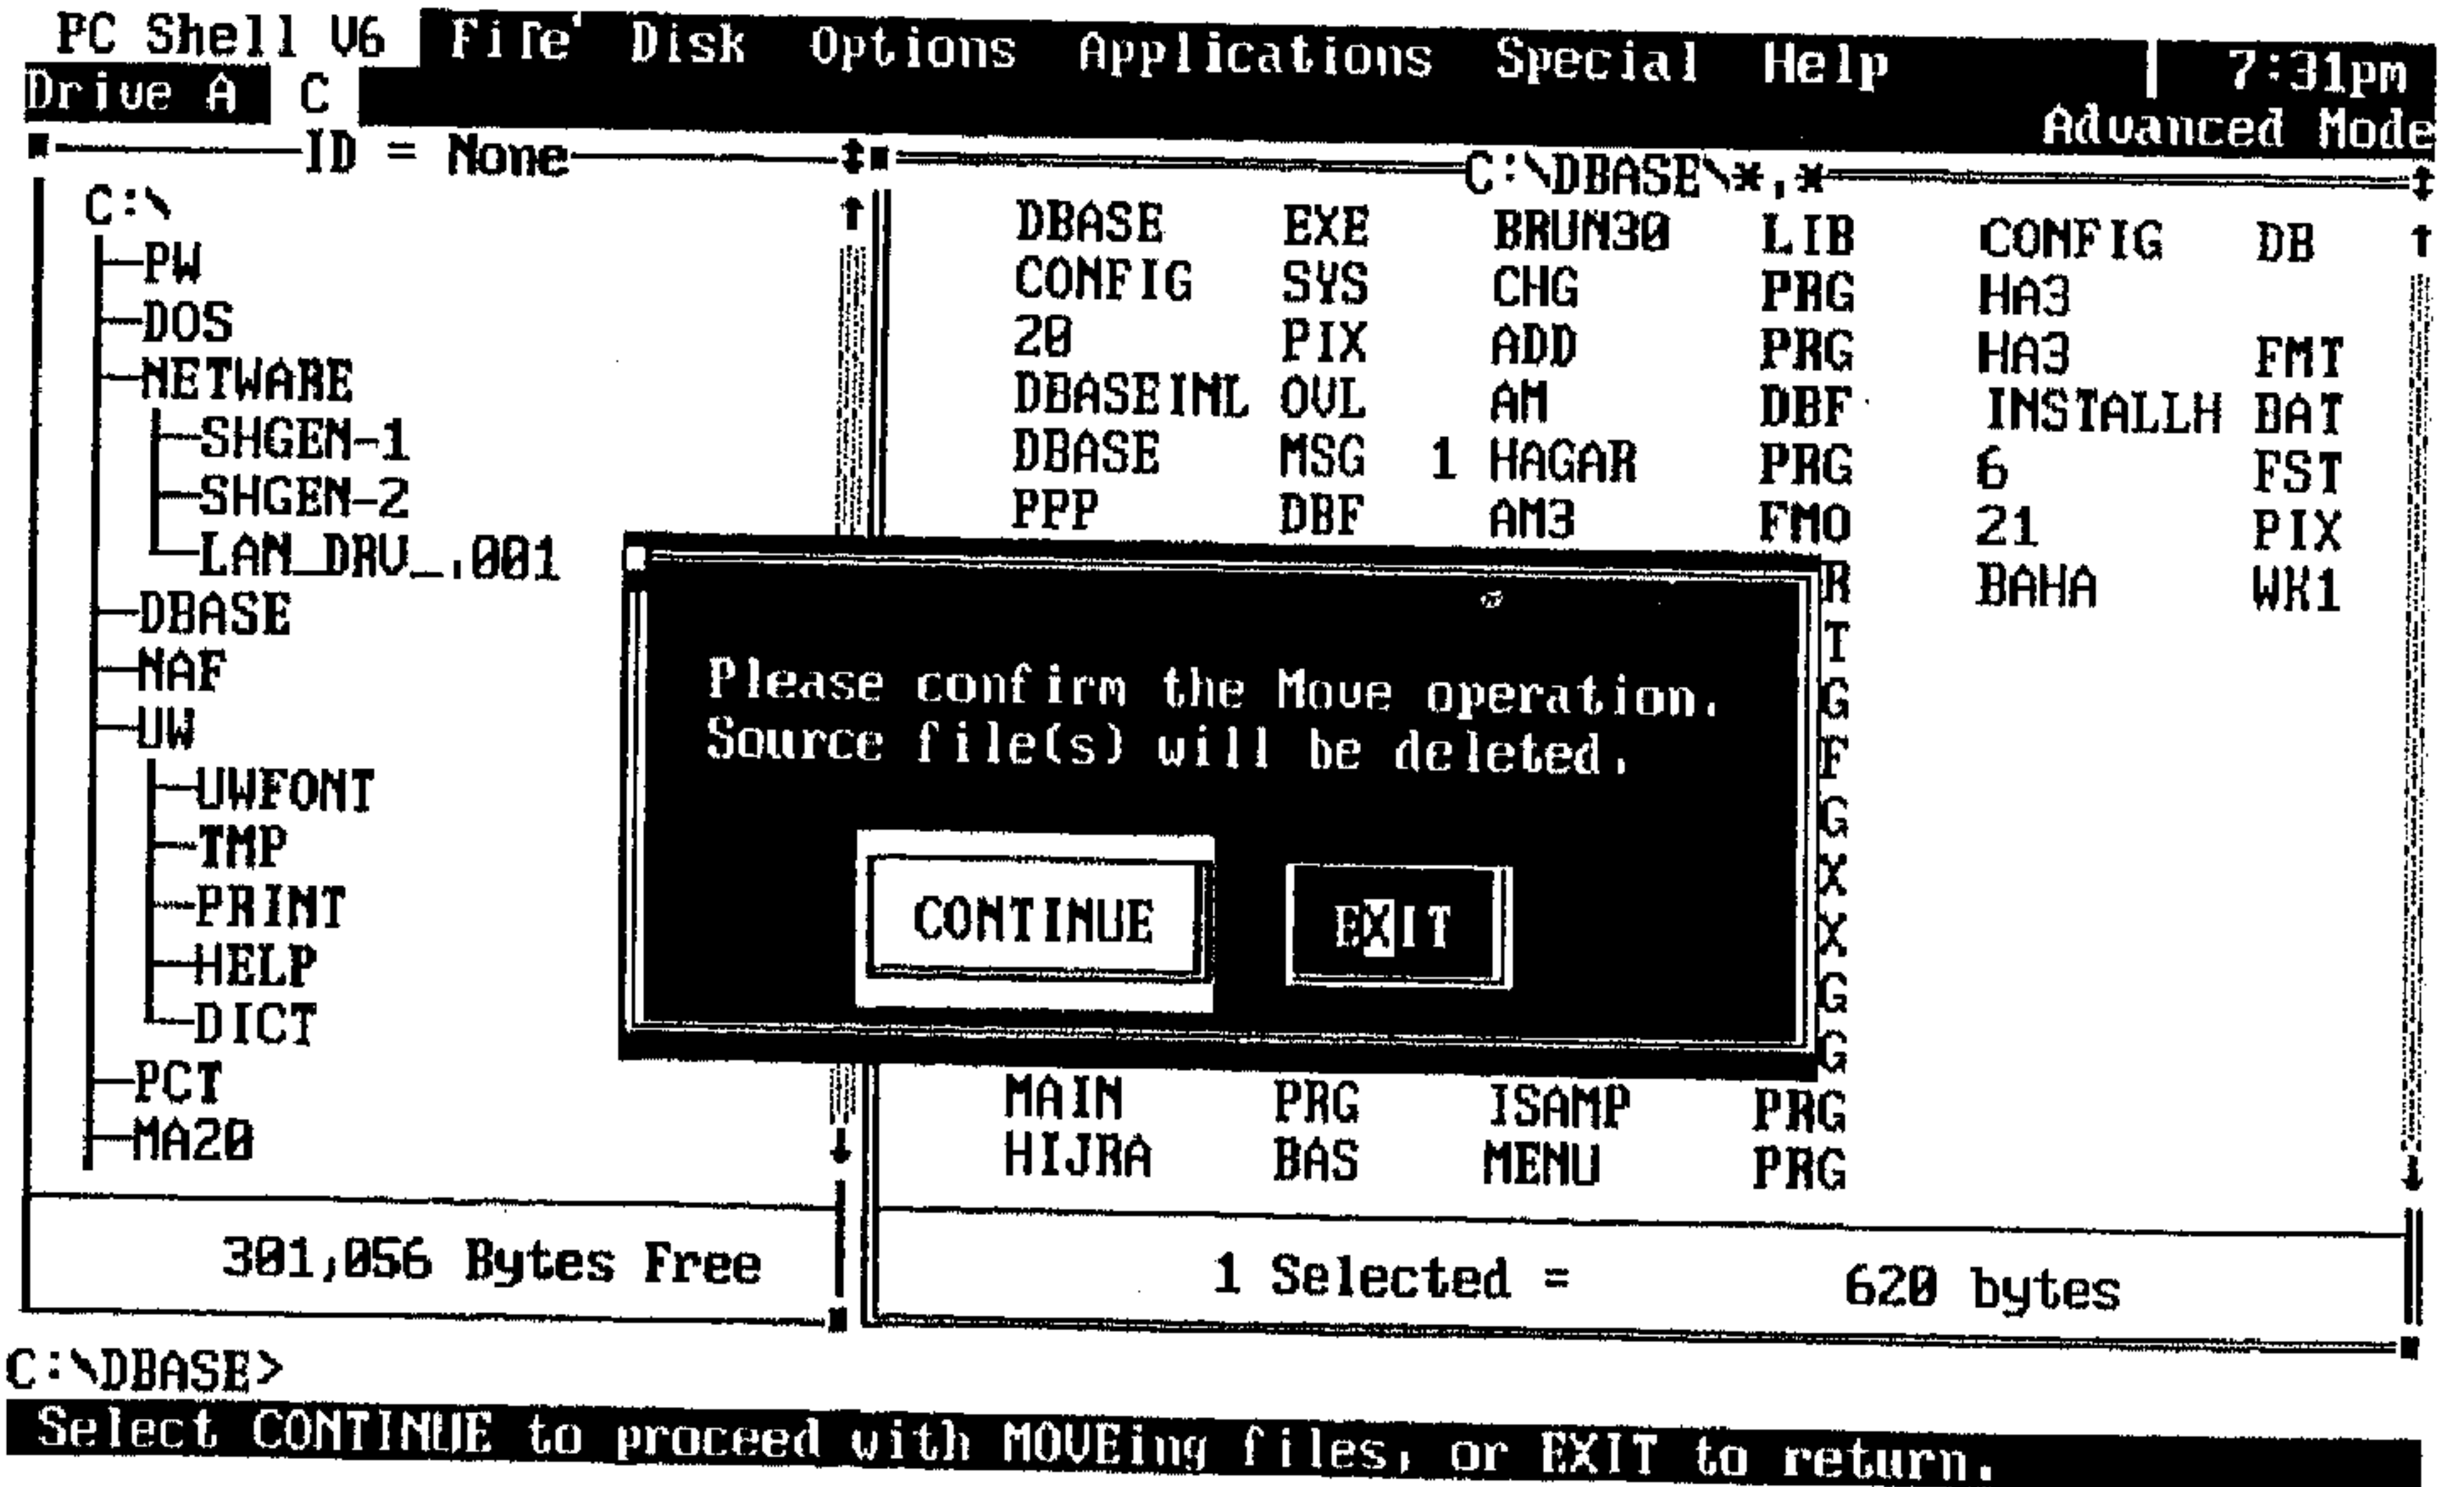 PC Shell V6 File Disk Options Applications Special Help 7:31pm
Drive A C Advanced Mode
ID = None
C:\
PW
DOS
NETWARE
SHGEN-1
SHGEN-2
LAN_DRV_.001
DBASE
NAF
UW
UWFONT
TMP
PRINT
HELP
DICT
PCT
MA20
301,056 Bytes Free
C:\DBASE\*.*
DBASE EXE BRUN30 LIB CONFIG DB
CONFIG SYS CHG PRG HA3
20 PIX ADD PRG HA3 FMT
DBASEINL OVL AM DBF INSTALLH BAT
DBASE MSG 1 HAGAR PRG 6 FST
PPP DBF AM3 FMO 21 PIX
R BAHA WK1
T
G
F
G
X
X
G
G
MAIN PRG ISAMP PRG
HIJRA BAS MENU PRG
1 Selected = 620 bytes
Please confirm the Move operation.
Source file(s) will be deleted.
CONTINUE EXIT
C:\DBASE>
Select CONTINUE to proceed with MOVEing files, or EXIT to return.